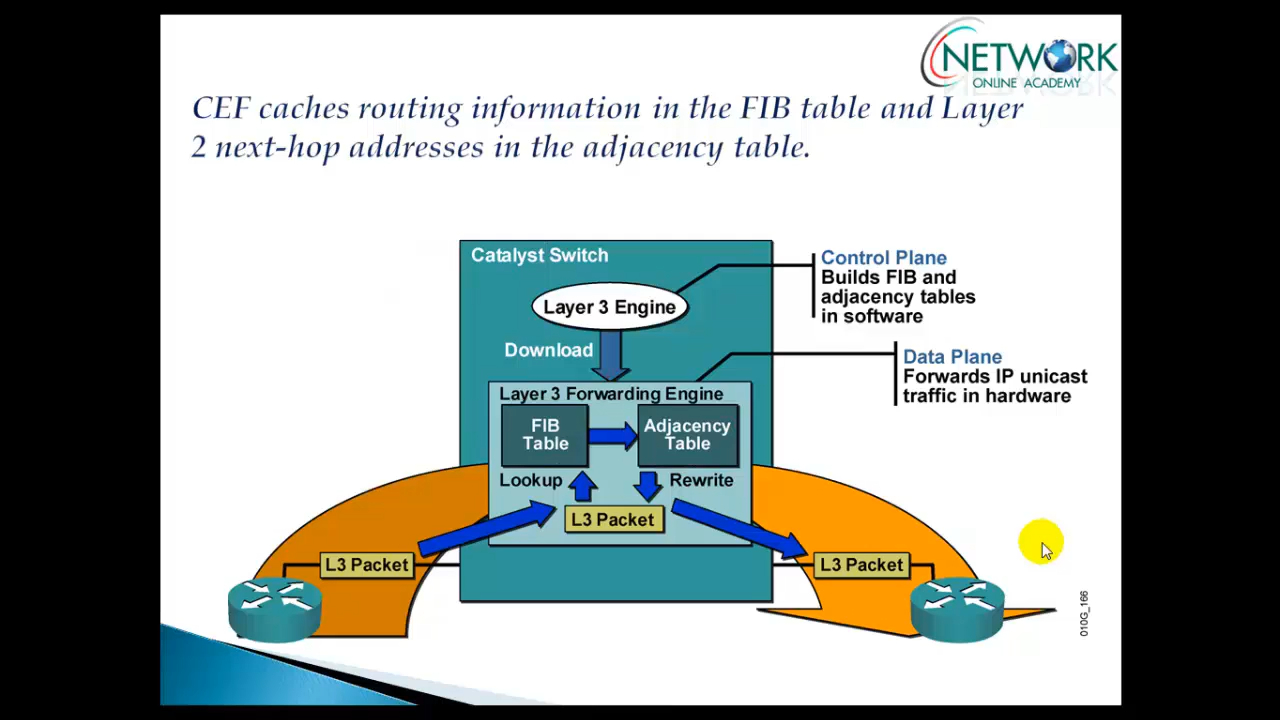 NETWORK
ONLINE ACADEMY
CEF caches routing information in the FIB table and Layer
2 next-hop addresses in the adjacency table.
Catalyst Switch
Layer 3 Engine
Download
Control Plane
Builds FIB and
adjacency tables
in software
Data Plane
Forwards IP unicast
traffic in hardware
Layer 3 Forwarding Engine
FIB
Table
Adjacency
Table
Lookup
Rewrite
L3 Packet
L3 Packet
L3 Packet
010G_166